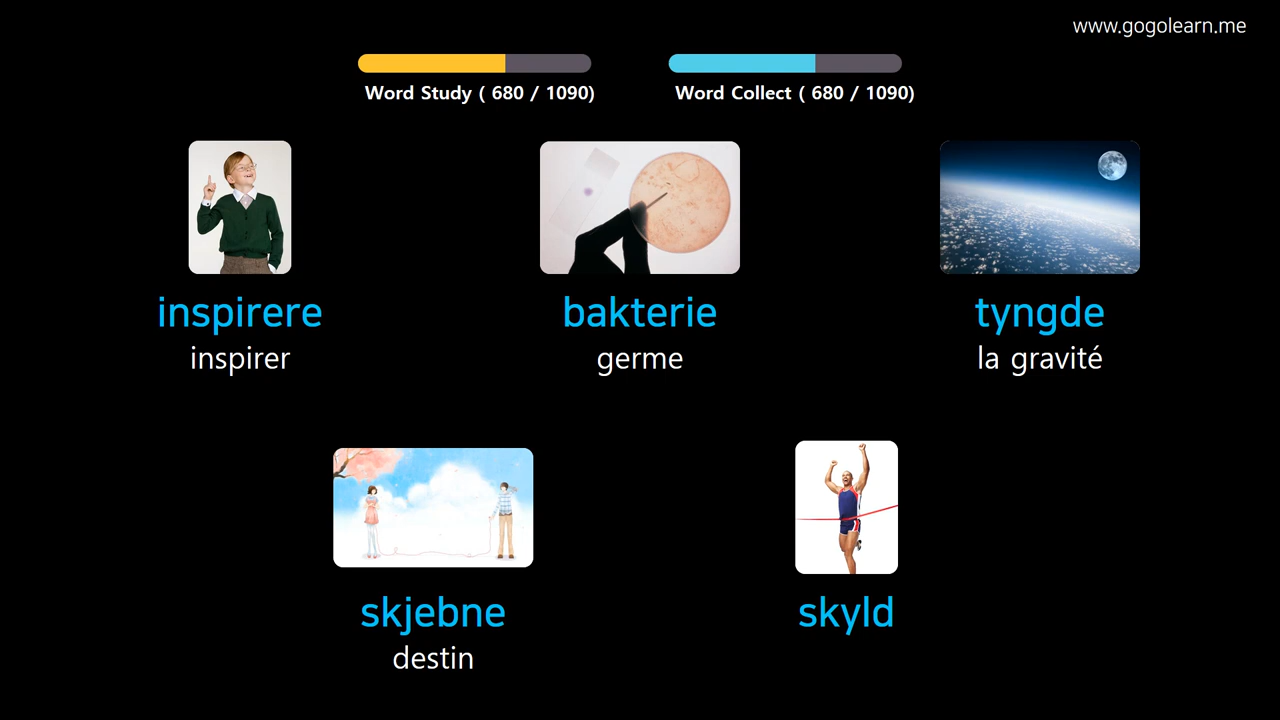 www.gogolearn.me
Word Study ( 680 / 1090)
Word Collect ( 680 / 1090)
inspirere
inspirer
bakterie
germe
tyngde
la gravité
skjebne
destin
skyld